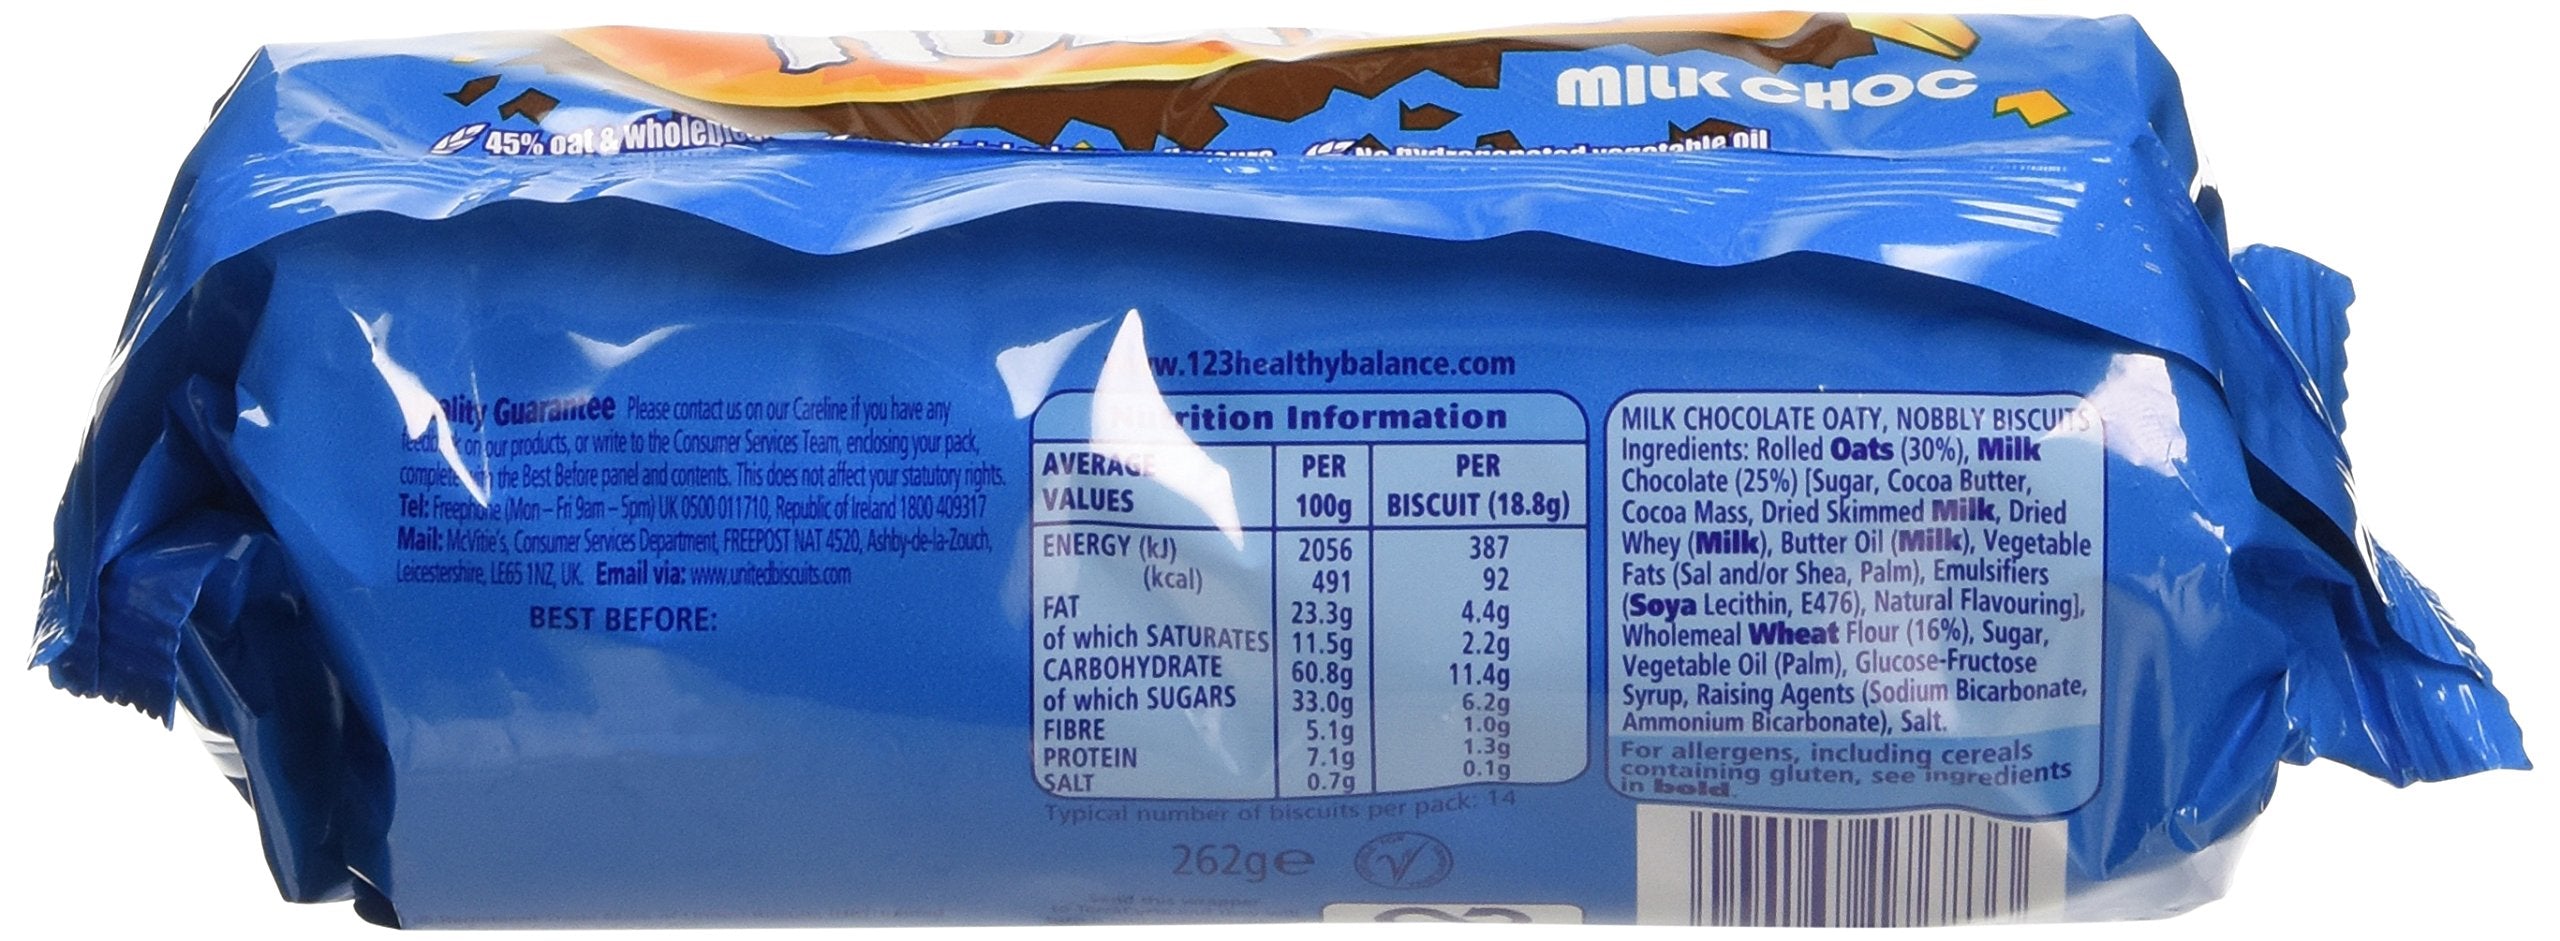 MILK CHOC
45% oat &
No hydrogenated vegetable oil
w.123healthybalance.com
Guarantee Please contact us on our Careline if you have any
on our products, or write to the Consumer Services Team, enclosing your pack,
complete the Best Before panel and contents. This does not affect your statutory rights.
Tel: Freephone (Mon – Fri 9am – 5pm) UK 0500 011710, Republic of Ireland 1800 409317
Mail: McVitie's, Consumer Services Department, FREEPOST NAT 4520, Ashby-de-la-Zouch,
Leicestershire, LE65 1NZ, UK. Email via: www.unitedbiscuits.com
BEST BEFORE:
Nutrition Information
AVERAGE VALUES PER 100g PER BISCUIT (18.8g)
ENERGY (kJ) 2056 387
(kcal) 491 92
FAT 23.3g 4.4g
of which SATURATES 11.5g 2.2g
CARBOHYDRATE 60.8g 11.4g
of which SUGARS 33.0g 6.2g
FIBRE 5.1g 1.0g
PROTEIN 7.1g 1.3g
SALT 0.7g 0.1g
Typical number of biscuits per pack: 14
262g e
MILK CHOCOLATE OATY, NOBBLY BISCUITS
Ingredients: Rolled Oats (30%), Milk
Chocolate (25%) [Sugar, Cocoa Butter,
Cocoa Mass, Dried Skimmed Milk, Dried
Whey (Milk), Butter Oil (Milk), Vegetable
Fats (Sal and/or Shea, Palm), Emulsifiers
(Soya Lecithin, E476), Natural Flavouring],
Wholemeal Wheat Flour (16%), Sugar,
Vegetable Oil (Palm), Glucose-Fructose
Syrup, Raising Agents (Sodium Bicarbonate,
Ammonium Bicarbonate), Salt.
For allergens, including cereals
containing gluten, see ingredients
in bold.